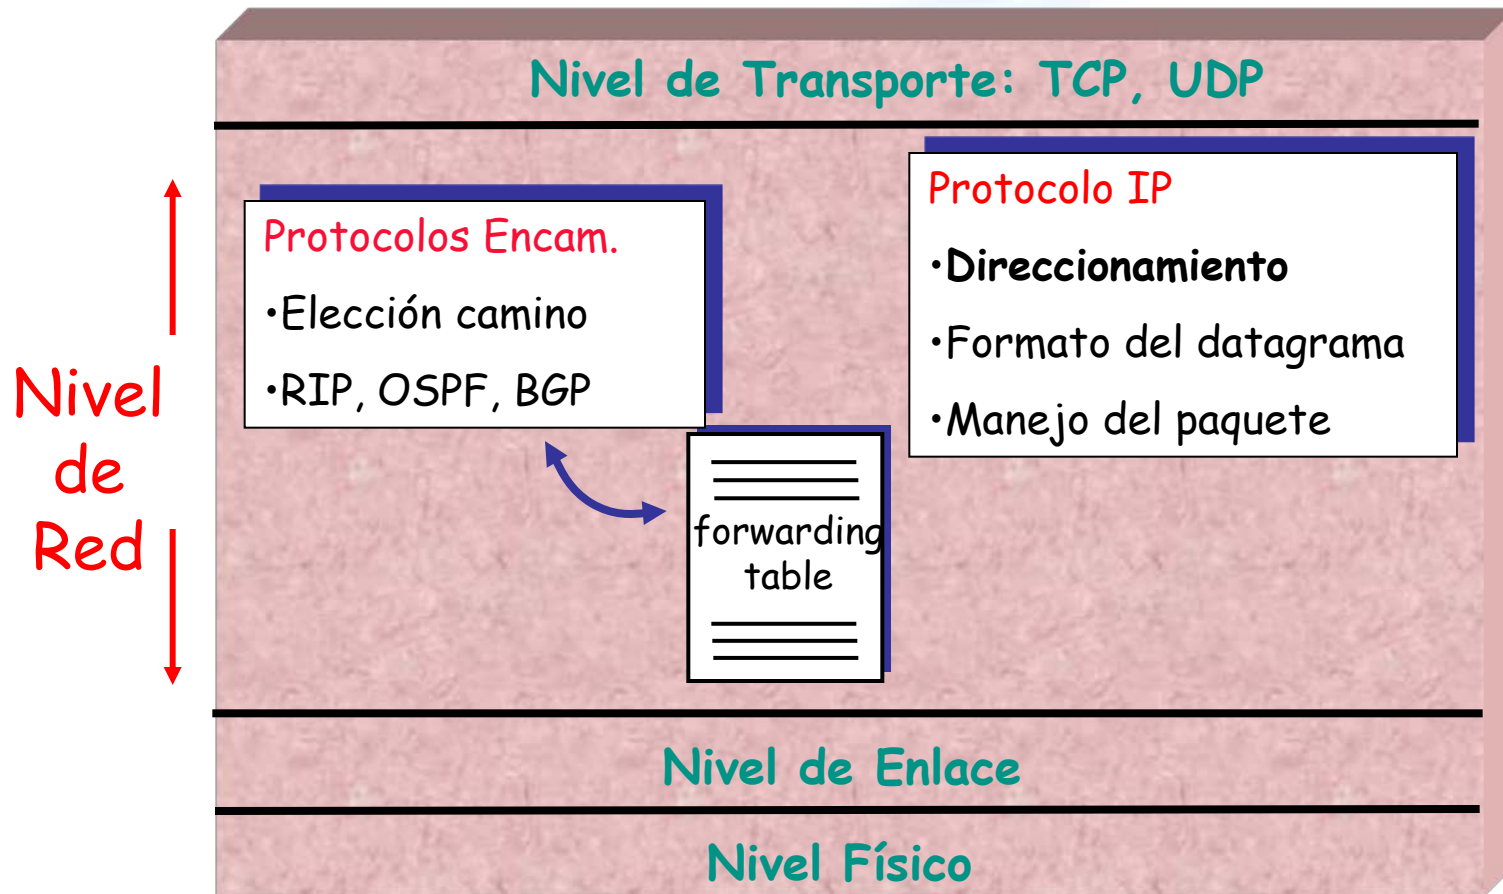 Nivel de Transporte: TCP, UDP
Nivel
de
Red
Protocolos Encam.
•Elección camino
•RIP, OSPF, BGP
Protocolo IP
•Direccionamiento
•Formato del datagrama
•Manejo del paquete
forwarding
table
Nivel de Enlace
Nivel Físico